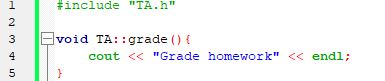 1 #include "TA.h"
2
3 void TA::grade(){
4 cout << "Grade homework" << endl;
5 }